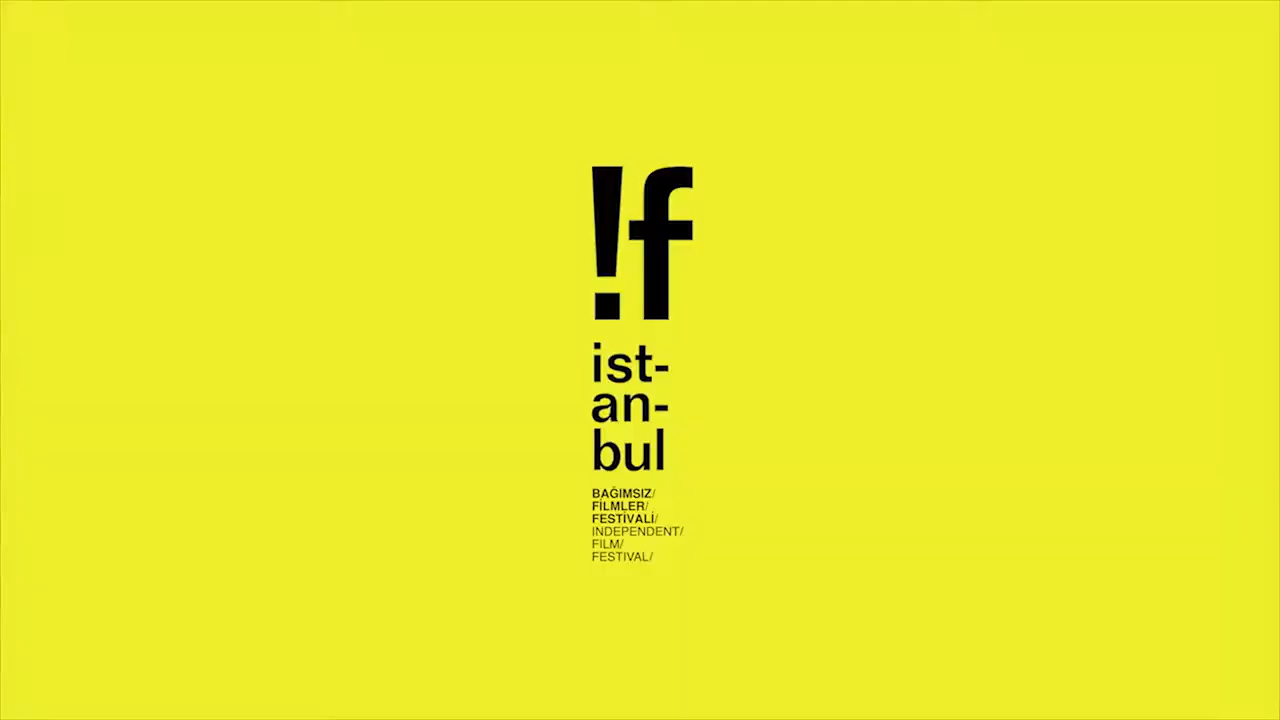 !f
ist-
an-
bul
BAĞIMSIZ/
FİLMLER/
FESTİVALİ/
INDEPENDENT/
FILM/
FESTIVAL/